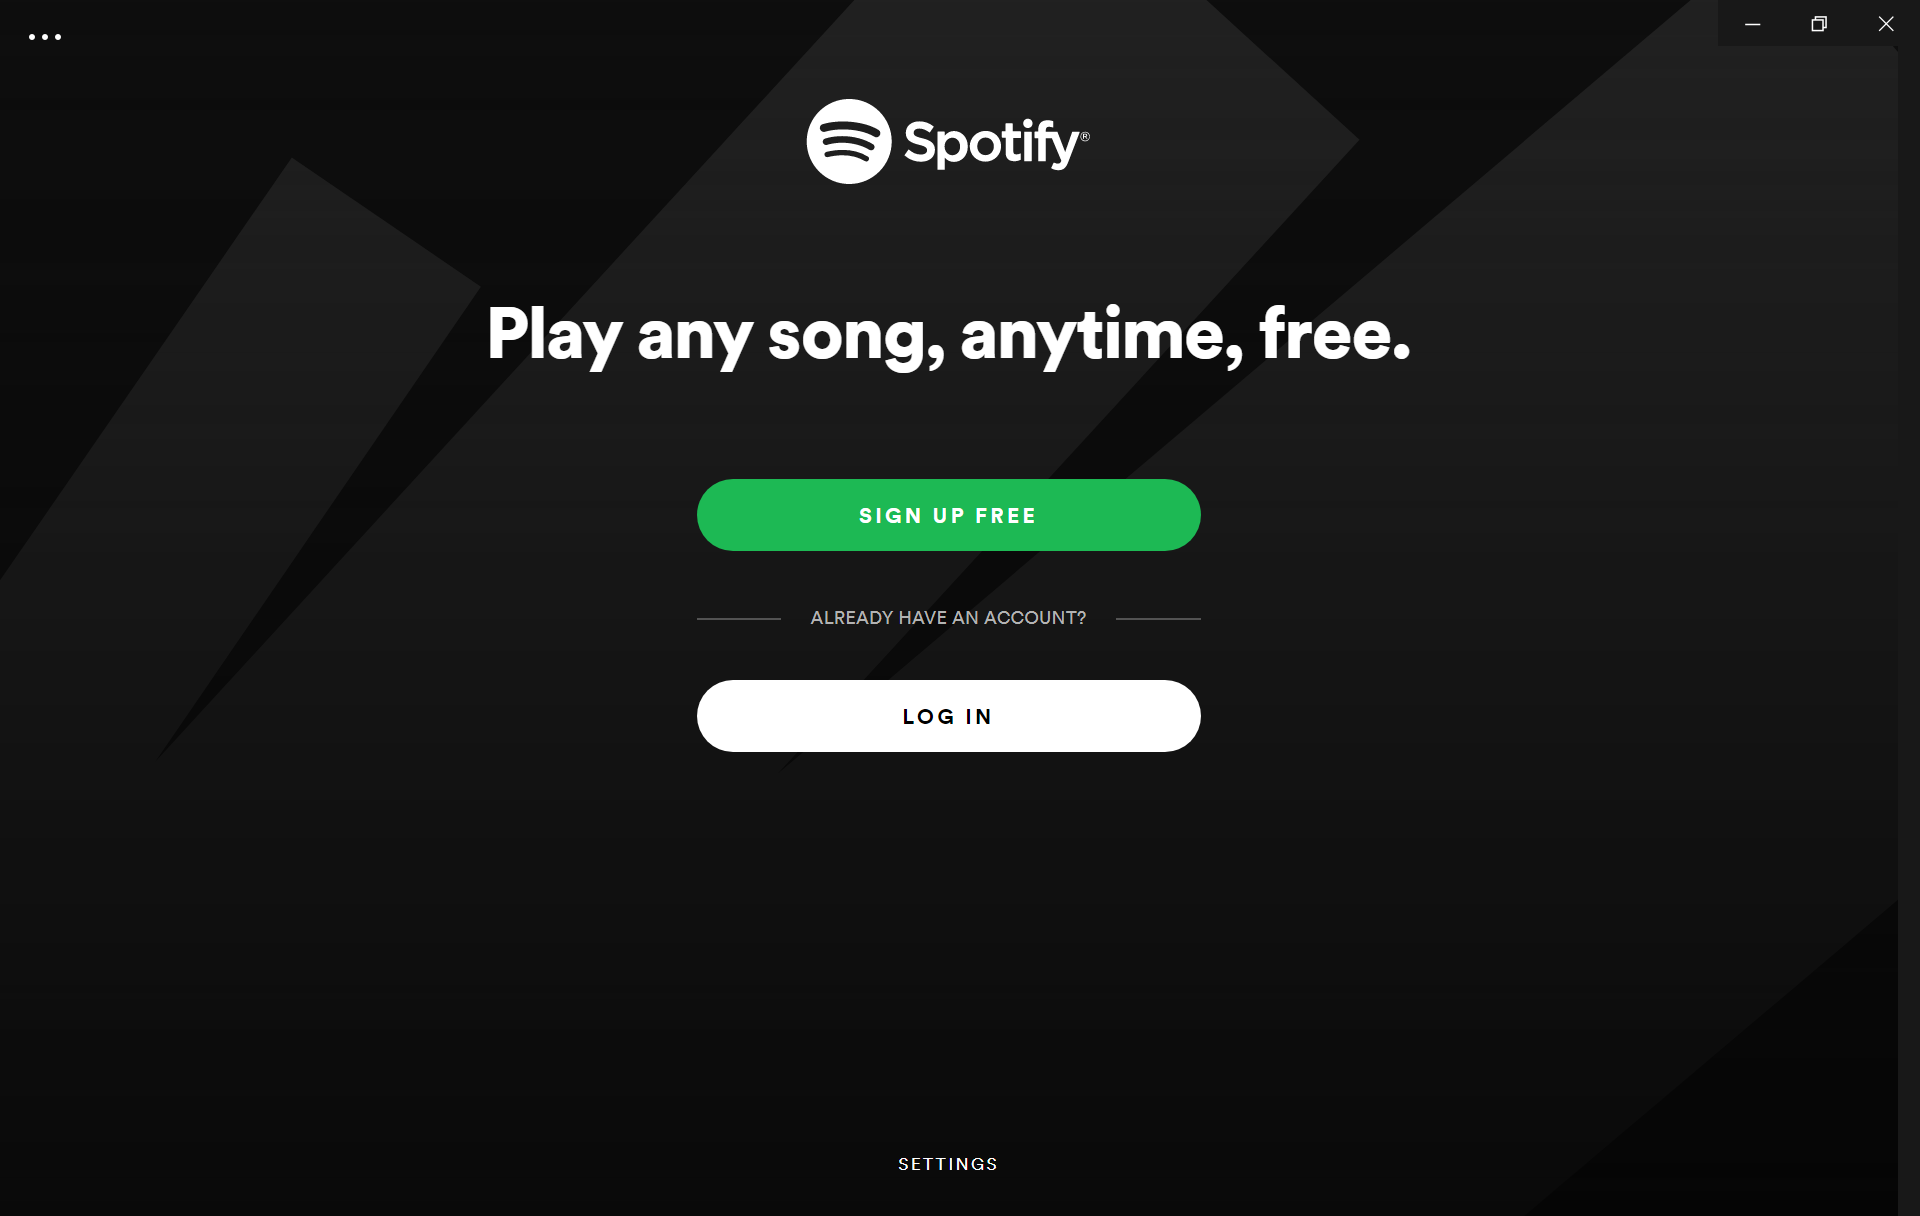 Spotify®
Play any song, anytime, free.
SIGN UP FREE
ALREADY HAVE AN ACCOUNT?
LOG IN
SETTINGS